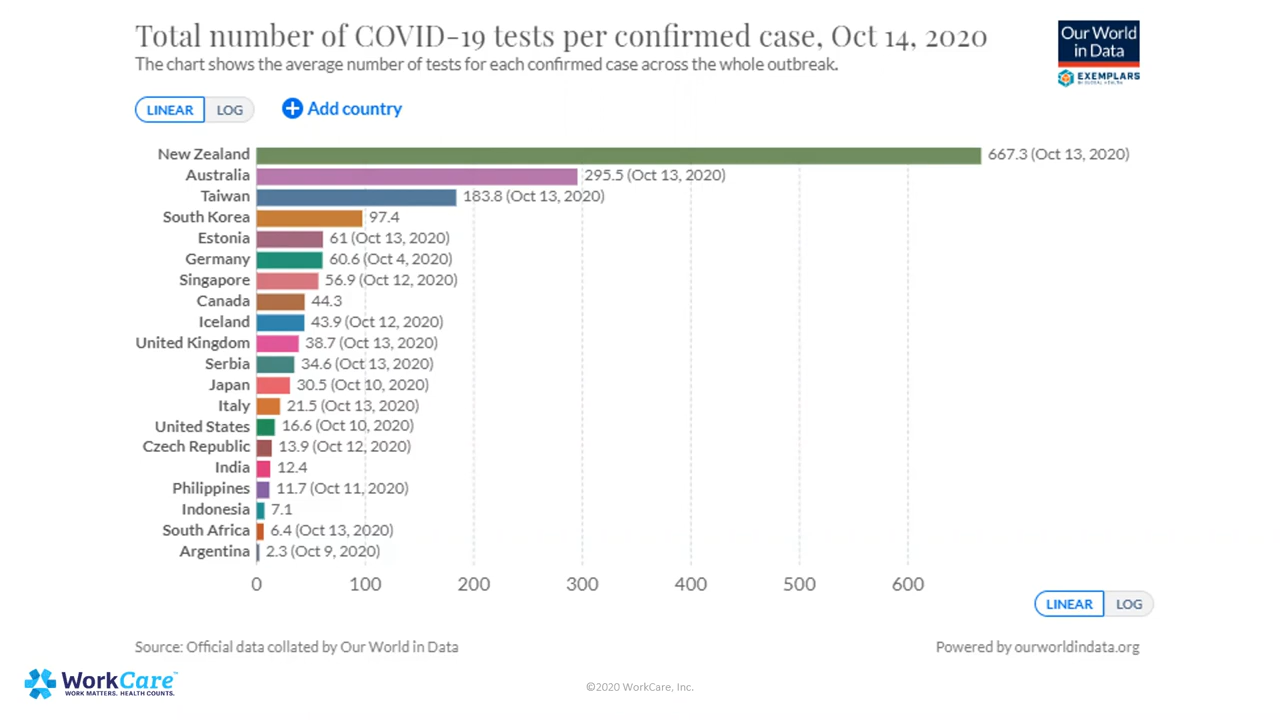 Total number of COVID-19 tests per confirmed case, Oct 14, 2020
The chart shows the average number of tests for each confirmed case across the whole outbreak.
Our World
in Data
EXEMPLARS
IN GLOBAL HEALTH
LINEAR LOG
Add country
New Zealand 667.3 (Oct 13, 2020)
Australia 295.5 (Oct 13, 2020)
Taiwan 183.8 (Oct 13, 2020)
South Korea 97.4
Estonia 61 (Oct 13, 2020)
Germany 60.6 (Oct 4, 2020)
Singapore 56.9 (Oct 12, 2020)
Canada 44.3
Iceland 43.9 (Oct 12, 2020)
United Kingdom 38.7 (Oct 13, 2020)
Serbia 34.6 (Oct 13, 2020)
Japan 30.5 (Oct 10, 2020)
Italy 21.5 (Oct 13, 2020)
United States 16.6 (Oct 10, 2020)
Czech Republic 13.9 (Oct 12, 2020)
India 12.4
Philippines 11.7 (Oct 11, 2020)
Indonesia 7.1
South Africa 6.4 (Oct 13, 2020)
Argentina 2.3 (Oct 9, 2020)
0 100 200 300 400 500 600
LINEAR LOG
Source: Official data collated by Our World in Data
Powered by ourworldindata.org
WorkCare™
WORK MATTERS. HEALTH COUNTS.
©2020 WorkCare, Inc.